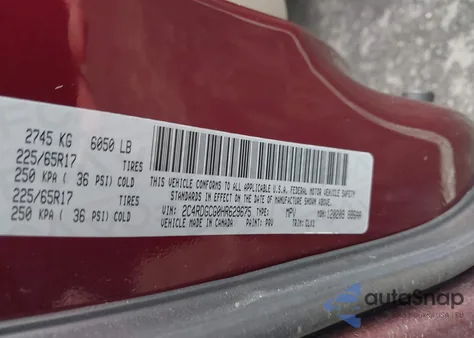 2745 KG 6050 LB
225/65R17 TIRES
250 KPA ( 36 PSI) COLD
225/65R17 TIRES
250 KPA ( 36 PSI) COLD
THIS VEHICLE CONFORMS TO ALL APPLICABLE U.S.A. FEDERAL MOTOR VEHICLE SAFETY
STANDARDS IN EFFECT ON THE DATE OF MANUFACTURE SHOWN ABOVE.
VIN: 2C4RDGCG0HR629675 TYPE: MPV
VEHICLE MADE IN CANADA PAINT: PRV TRIM: CLX1
autoSnap